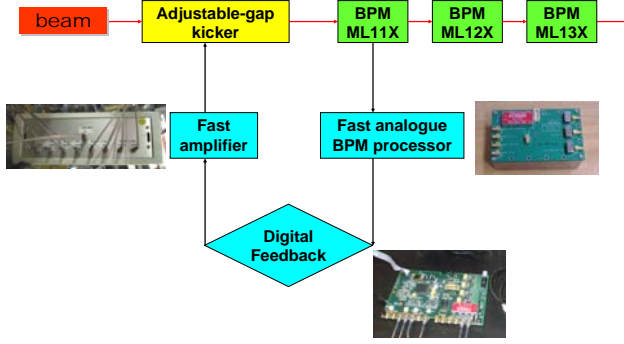 beam
Adjustable-gap
kicker
BPM
ML11X
BPM
ML12X
BPM
ML13X
Fast
amplifier
Fast analogue
BPM processor
Digital
Feedback